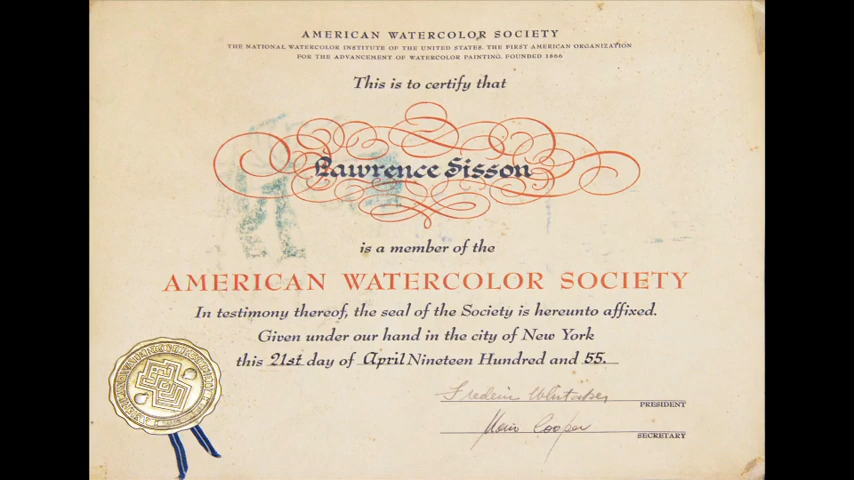 AMERICAN WATERCOLOR SOCIETY
THE NATIONAL WATERCOLOR INSTITUTE OF THE UNITED STATES. THE FIRST AMERICAN ORGANIZATION
FOR THE ADVANCEMENT OF WATERCOLOR PAINTING. FOUNDED 1866
This is to certify that
Lawrence Sisson
is a member of the
AMERICAN WATERCOLOR SOCIETY
In testimony thereof, the seal of the Society is hereunto affixed.
Given under our hand in the city of New York
this 21st day of April Nineteen Hundred and 55.
Whitaker
PRESIDENT
Cooper
SECRETARY